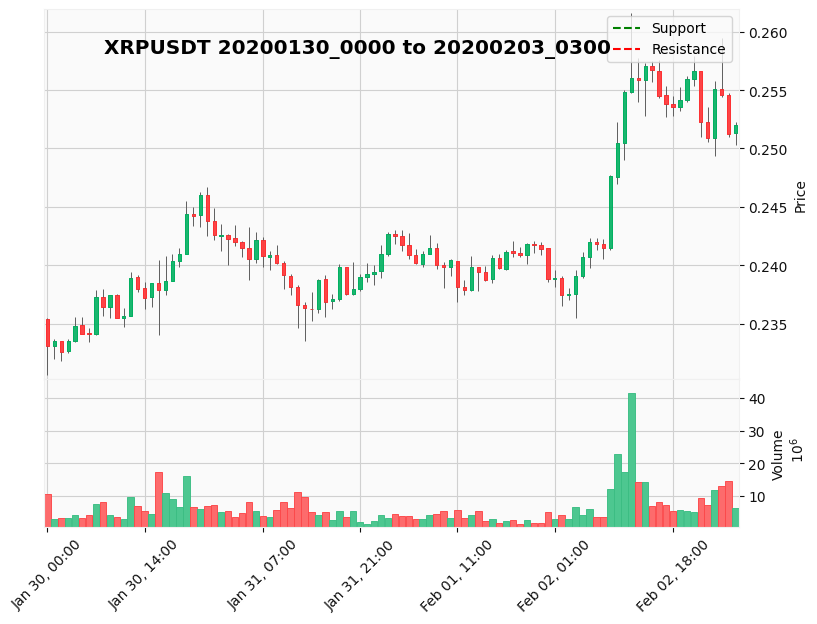 XRPUSDT 20200130_0000 to 20200203_0300
Support
Resistance
0.260
0.255
0.250
0.245
0.240
0.235
Price
40
30
20
10
Volume
10^6
Jan 30, 00:00
Jan 30, 14:00
Jan 31, 07:00
Jan 31, 21:00
Feb 01, 11:00
Feb 02, 01:00
Feb 02, 18:00